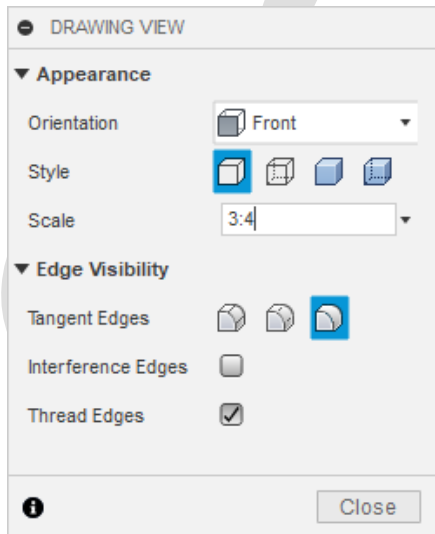 DRAWING VIEW
Appearance
Orientation Front
Style
Scale 3:4
Edge Visibility
Tangent Edges
Interference Edges
Thread Edges
Close